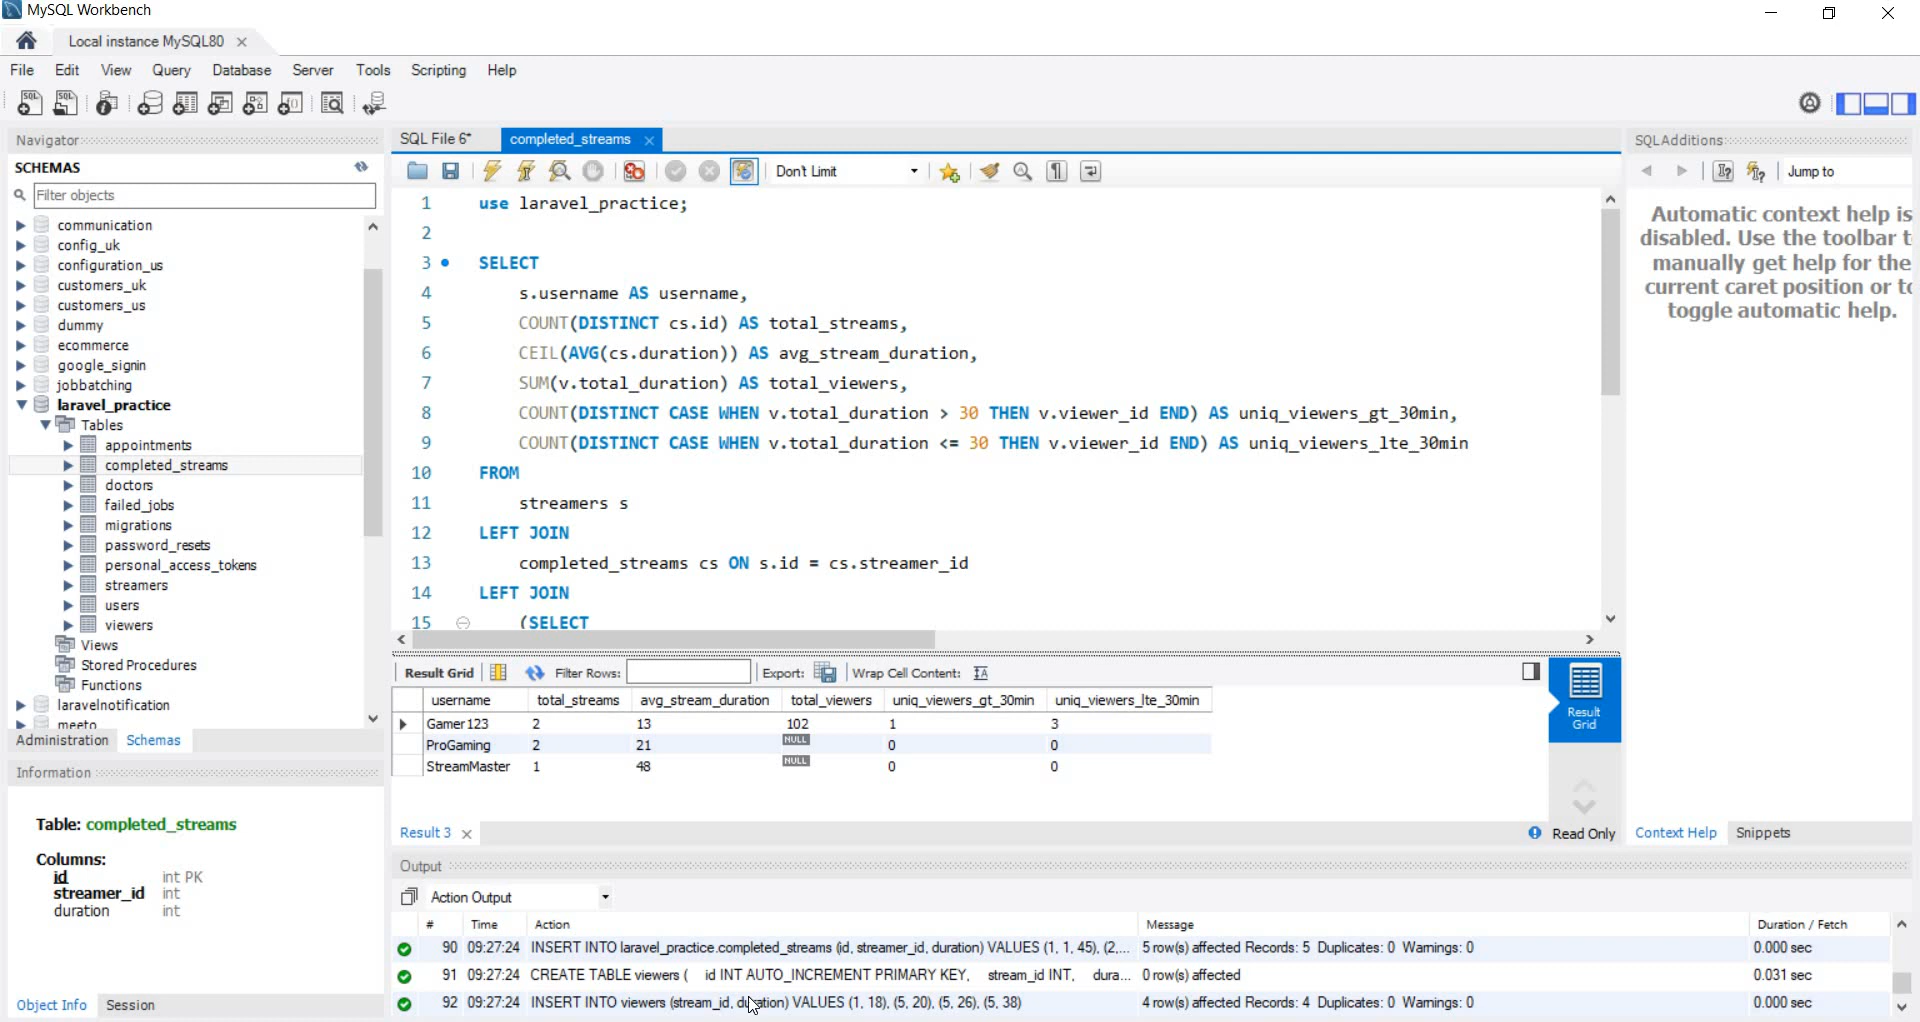 MySQL Workbench
Local instance MySQL80
File Edit View Query Database Server Tools Scripting Help
Navigator
SCHEMAS
Filter objects
communication
config_uk
configuration_us
customers_uk
customers_us
dummy
ecommerce
google_signin
jobbatching
laravel_practice
Tables
appointments
completed_streams
doctors
failed_jobs
migrations
password_resets
personal_access_tokens
streamers
users
viewers
Views
Stored Procedures
Functions
laravelnotification
meeto
Administration Schemas
Information
Table: completed_streams
Columns:
id int PK
streamer_id int
duration int
Object Info Session
SQL File 6* completed_streams
Don't Limit
1 use laravel_practice;
2
3 SELECT
4 s.username AS username,
5 COUNT(DISTINCT cs.id) AS total_streams,
6 CEIL(AVG(cs.duration)) AS avg_stream_duration,
7 SUM(v.total_duration) AS total_viewers,
8 COUNT(DISTINCT CASE WHEN v.total_duration > 30 THEN v.viewer_id END) AS uniq_viewers_gt_30min,
9 COUNT(DISTINCT CASE WHEN v.total_duration <= 30 THEN v.viewer_id END) AS uniq_viewers_lte_30min
10 FROM
11 streamers s
12 LEFT JOIN
13 completed_streams cs ON s.id = cs.streamer_id
14 LEFT JOIN
15 (SELECT
Result Grid Filter Rows: Export: Wrap Cell Content:
username total_streams avg_stream_duration total_viewers uniq_viewers_gt_30min uniq_viewers_lte_30min
Gamer123 2 13 102 1 3
ProGaming 2 21 NULL 0 0
StreamMaster 1 48 NULL 0 0
Result Grid
Result 3 Read Only
SQLAdditions
Jump to
Automatic context help is
disabled. Use the toolbar t
manually get help for the
current caret position or to
toggle automatic help.
Context Help Snippets
Output
Action Output
# Time Action Message Duration / Fetch
90 09:27:24 INSERT INTO laravel_practice.completed_streams (id, streamer_id, duration) VALUES (1, 1, 45), (2,... 5 row(s) affected Records: 5 Duplicates: 0 Warnings: 0 0.000 sec
91 09:27:24 CREATE TABLE viewers ( id INT AUTO_INCREMENT PRIMARY KEY, stream_id INT, dura... 0 row(s) affected 0.031 sec
92 09:27:24 INSERT INTO viewers (stream_id, duration) VALUES (1, 18), (5, 20), (5, 26), (5, 38) 4 row(s) affected Records: 4 Duplicates: 0 Warnings: 0 0.000 sec